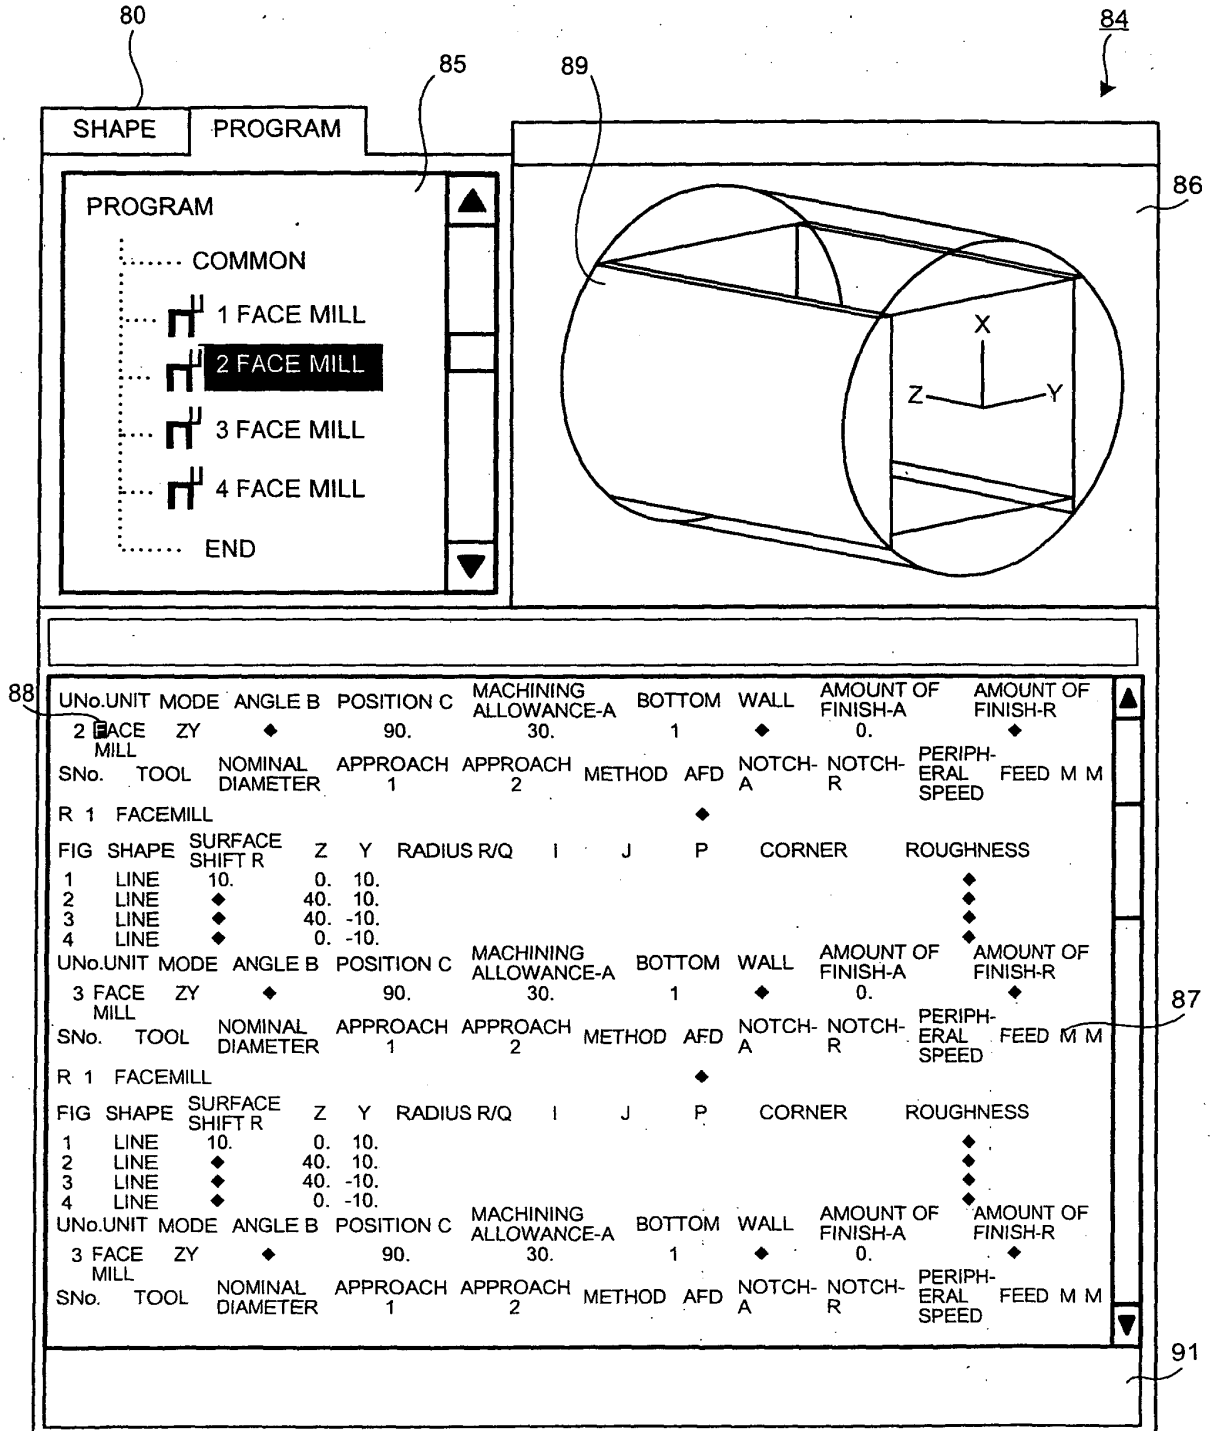 80
84
85
89
SHAPE PROGRAM
86
PROGRAM
COMMON
1 FACE MILL
2 FACE MILL
3 FACE MILL
4 FACE MILL
END
X
Z Y
88
UNo. UNIT MODE ANGLE B POSITION C MACHINING ALLOWANCE-A BOTTOM WALL AMOUNT OF FINISH-A AMOUNT OF FINISH-R
2 FACE MILL ZY ◆ 90. 30. 1 ◆ 0. ◆
SNo. TOOL NOMINAL DIAMETER APPROACH 1 APPROACH 2 METHOD AFD NOTCH-A NOTCH-R PERIPH-ERAL SPEED FEED M M
R 1 FACEMILL ◆
FIG SHAPE SURFACE SHIFT R Z Y RADIUS R/Q I J P CORNER ROUGHNESS
1 LINE 10. 0. 10. ◆
2 LINE ◆ 40. 10. ◆
3 LINE ◆ 40. -10. ◆
4 LINE ◆ 0. -10. ◆
UNo. UNIT MODE ANGLE B POSITION C MACHINING ALLOWANCE-A BOTTOM WALL AMOUNT OF FINISH-A AMOUNT OF FINISH-R
3 FACE MILL ZY ◆ 90. 30. 1 ◆ 0. ◆
87
SNo. TOOL NOMINAL DIAMETER APPROACH 1 APPROACH 2 METHOD AFD NOTCH-A NOTCH-R PERIPH-ERAL SPEED FEED M M
R 1 FACEMILL ◆
FIG SHAPE SURFACE SHIFT R Z Y RADIUS R/Q I J P CORNER ROUGHNESS
1 LINE 10. 0. 10. ◆
2 LINE ◆ 40. 10. ◆
3 LINE ◆ 40. -10. ◆
4 LINE ◆ 0. -10. ◆
UNo. UNIT MODE ANGLE B POSITION C MACHINING ALLOWANCE-A BOTTOM WALL AMOUNT OF FINISH-A AMOUNT OF FINISH-R
3 FACE MILL ZY ◆ 90. 30. 1 ◆ 0. ◆
SNo. TOOL NOMINAL DIAMETER APPROACH 1 APPROACH 2 METHOD AFD NOTCH-A NOTCH-R PERIPH-ERAL SPEED FEED M M
91